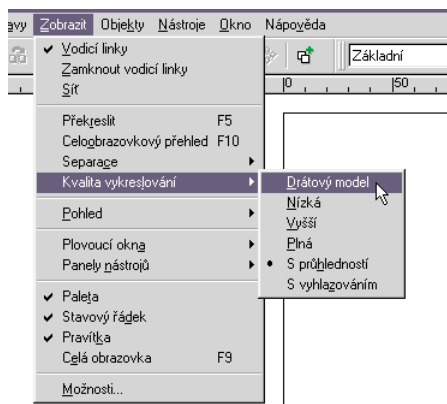 avy Zobrazit Objekty Nástroje Okno Nápověda
Základní
0 50
Vodicí linky
Zamknout vodicí linky
Síť
Překreslit F5
Celoobrazovkový přehled F10
Separace
Kvalita vykreslování
Pohled
Plovoucí okna
Panely nástrojů
Paleta
Stavový řádek
Pravítka
Celá obrazovka F9
Možnosti...
Drátový model
Nízká
Vyšší
Plná
S průhledností
S vyhlazováním